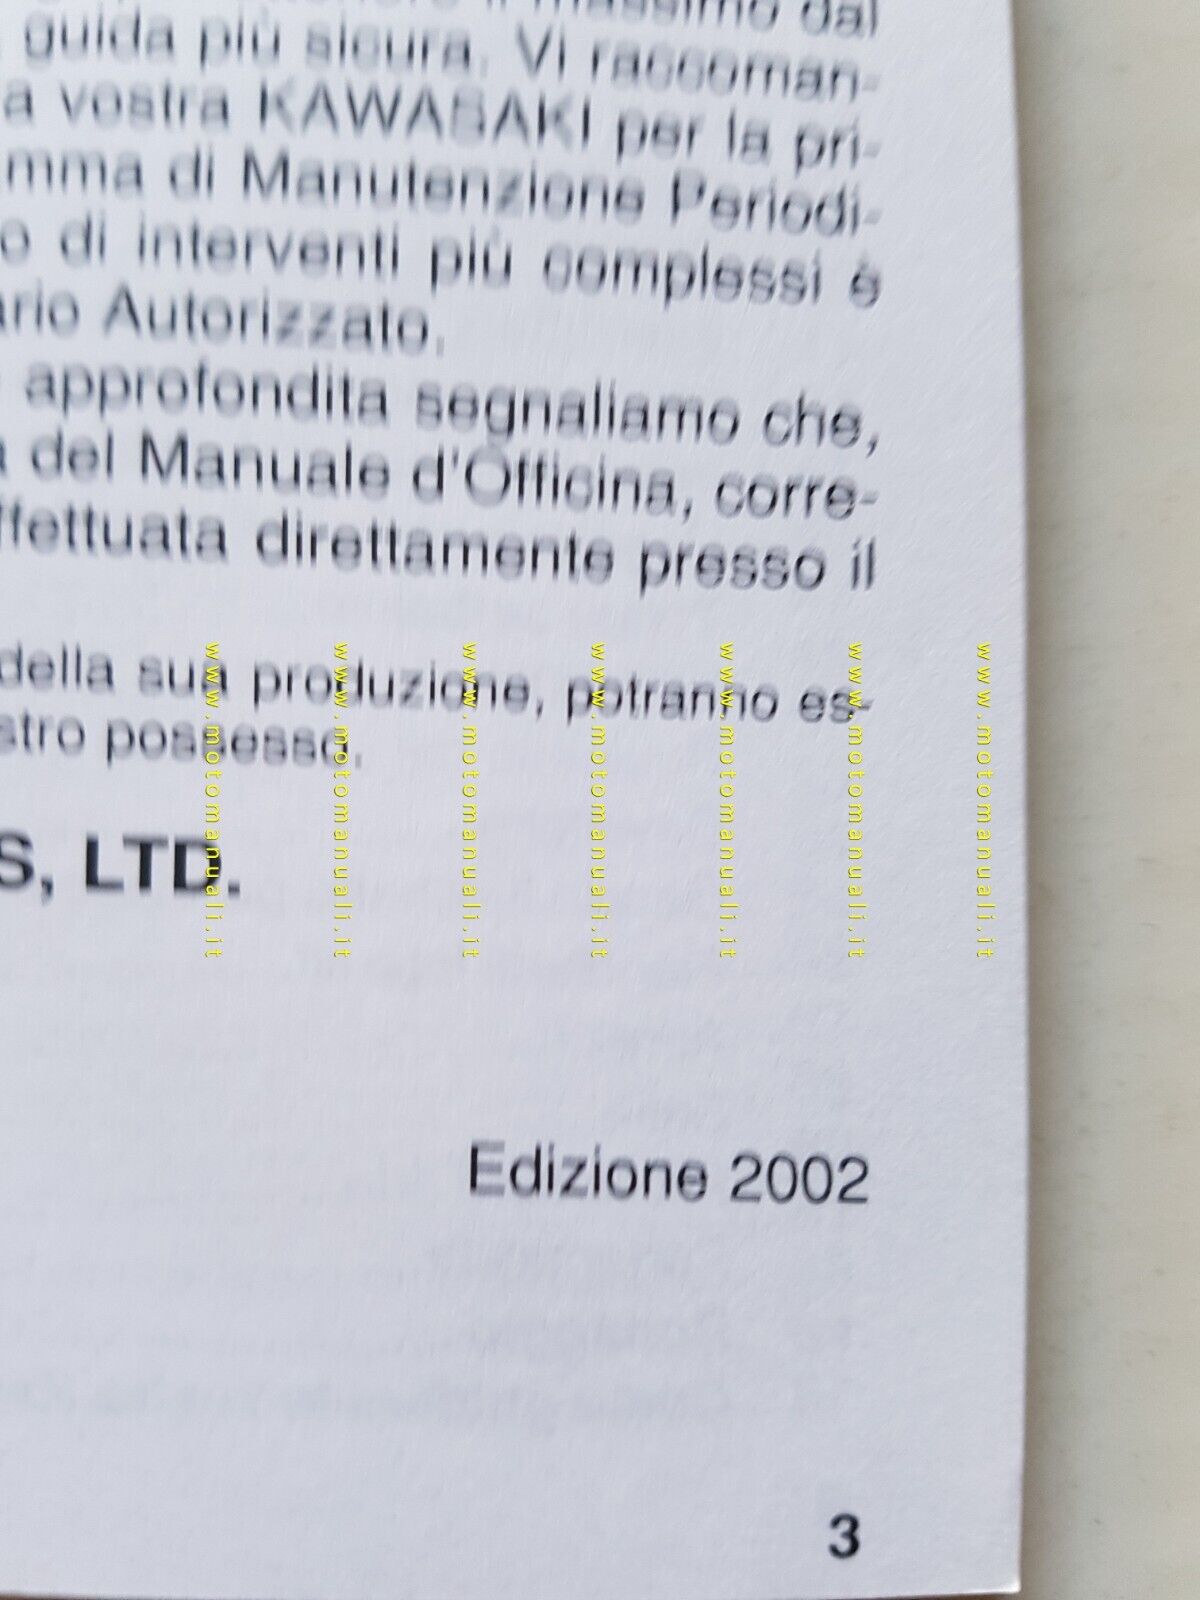 il massimo dal
guida più sicura. Vi raccoman-
a vostra KAWASAKI per la pri-
mma di Manutenzione Periodi-
o di interventi più complessi è
ario Autorizzato.
approfondita segnaliamo che,
a del Manuale d'Officina, corre-
ffettuata direttamente presso il
della sua produzione, potranno es-
stro possesso.
S, LTD.
www.motomanuali.it
www.motomanuali.it
www.motomanuali.it
www.motomanuali.it
www.motomanuali.it
www.motomanuali.it
www.motomanuali.it
Edizione 2002
3